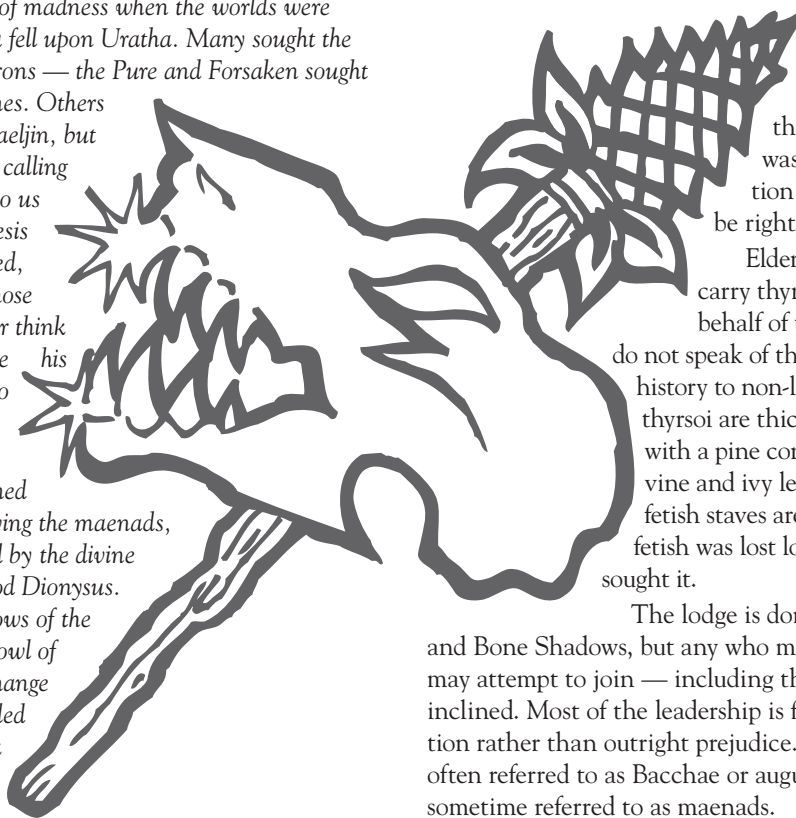 of madness when the worlds were
fell upon Uratha. Many sought the
rons — the Pure and Forsaken sought
nes. Others
aeljin, but
calling
o us
esis
ed,
hose
r think
e his
o
ned
ving the maenads,
l by the divine
od Dionysus.
ows of the
owl of
hange
led
th
was
tion
be right
Elder
carry thyr
behalf of
do not speak of th
history to non-l
thyrsoi are thic
with a pine con
vine and ivy le
fetish staves are
fetish was lost lo
sought it.
The lodge is dor
and Bone Shadows, but any who m
may attempt to join — including th
inclined. Most of the leadership is f
tion rather than outright prejudice.
often referred to as Bacchae or augu
sometime referred to as maenads.